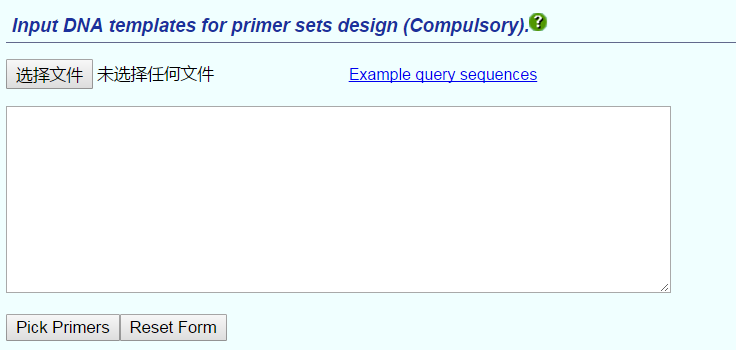 Input DNA templates for primer sets design (Compulsory).?
选择文件 未选择任何文件 Example query sequences
Pick Primers Reset Form